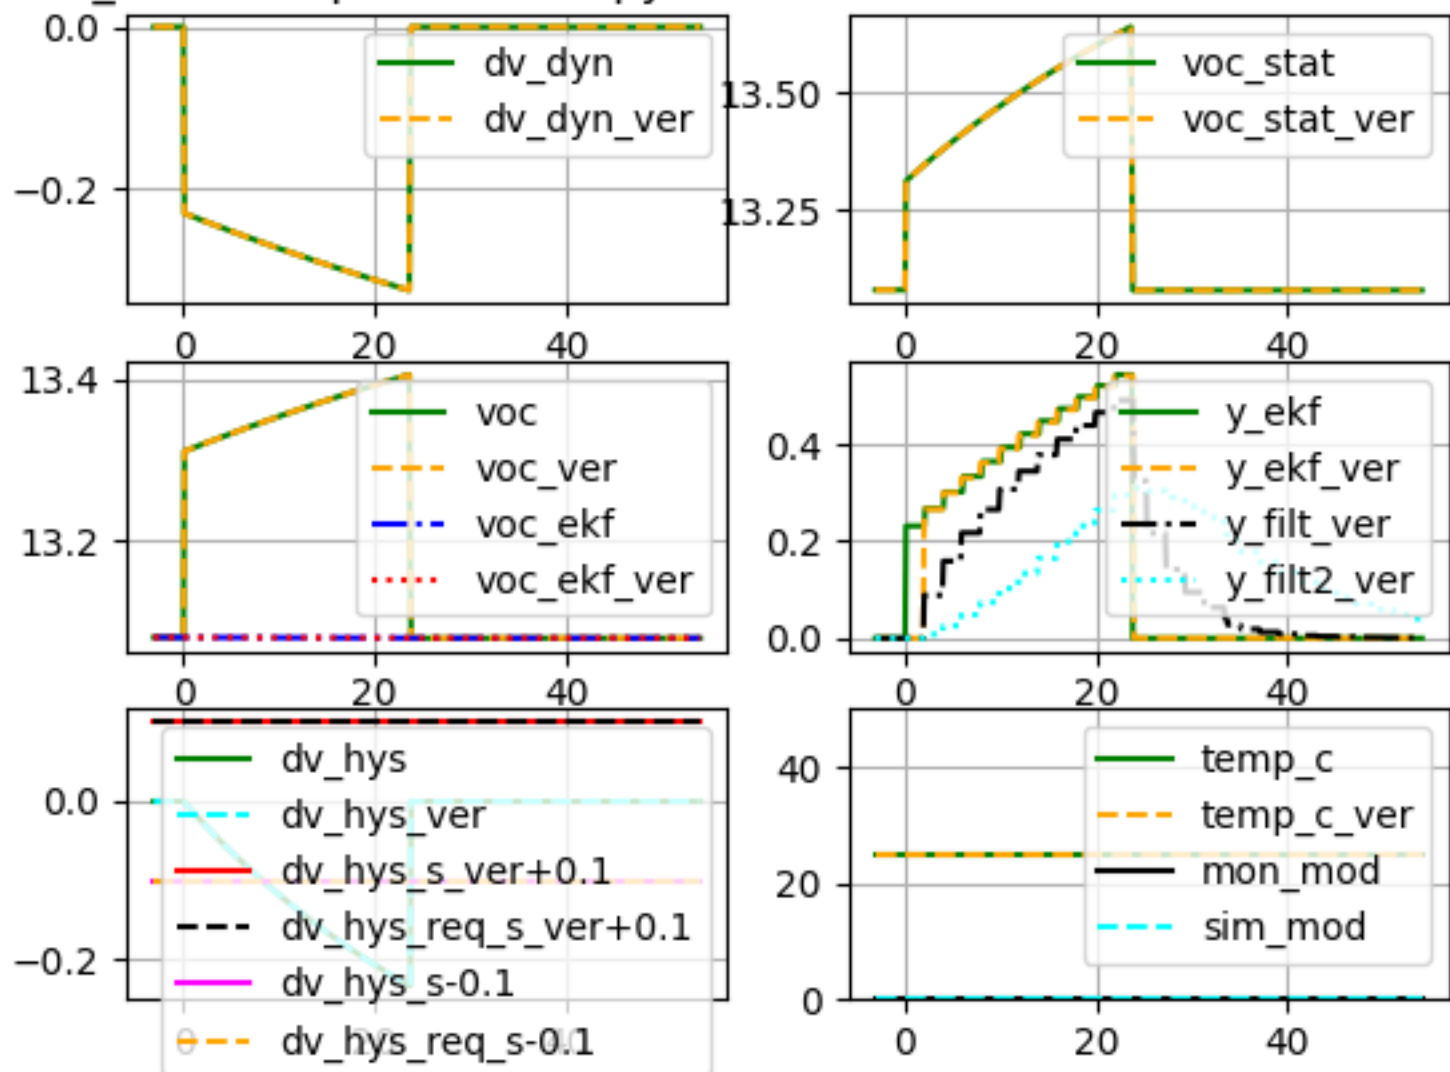 0.0
−0.2
dv_dyn
dv_dyn_ver
0 20 40
13.50
13.25
voc_stat
voc_stat_ver
0 20 40
13.4
13.2
voc
voc_ver
voc_ekf
voc_ekf_ver
0 20 40
0.4
0.2
0.0
y_ekf
y_ekf_ver
y_filt_ver
y_filt2_ver
0 20 40
0.0
−0.2
dv_hys
dv_hys_ver
dv_hys_s_ver+0.1
dv_hys_req_s_ver+0.1
dv_hys_s-0.1
dv_hys_req_s-0.1
0 20 40
40
20
0
temp_c
temp_c_ver
mon_mod
sim_mod
0 20 40